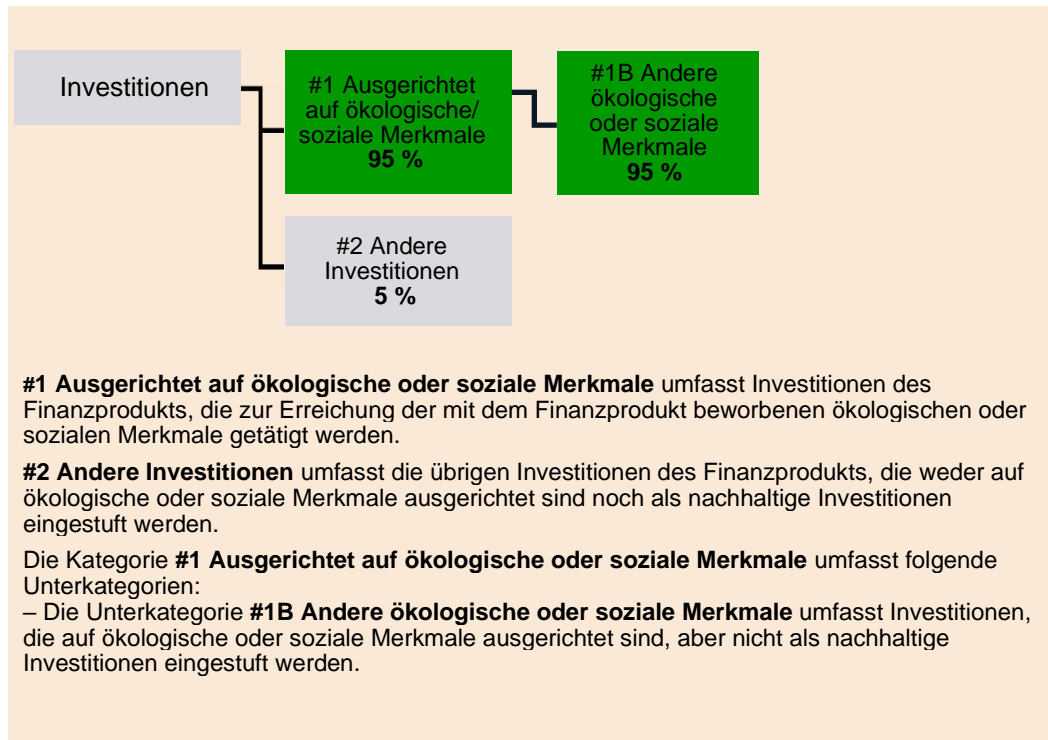 Investitionen
#1 Ausgerichtet
auf ökologische/
soziale Merkmale
95 %
#1B Andere
ökologische
oder soziale
Merkmale
95 %
#2 Andere
Investitionen
5 %
#1 Ausgerichtet auf ökologische oder soziale Merkmale umfasst Investitionen des
Finanzprodukts, die zur Erreichung der mit dem Finanzprodukt beworbenen ökologischen oder
sozialen Merkmale getätigt werden.
#2 Andere Investitionen umfasst die übrigen Investitionen des Finanzprodukts, die weder auf
ökologische oder soziale Merkmale ausgerichtet sind noch als nachhaltige Investitionen
eingestuft werden.
Die Kategorie #1 Ausgerichtet auf ökologische oder soziale Merkmale umfasst folgende
Unterkategorien:
– Die Unterkategorie #1B Andere ökologische oder soziale Merkmale umfasst Investitionen,
die auf ökologische oder soziale Merkmale ausgerichtet sind, aber nicht als nachhaltige
Investitionen eingestuft werden.